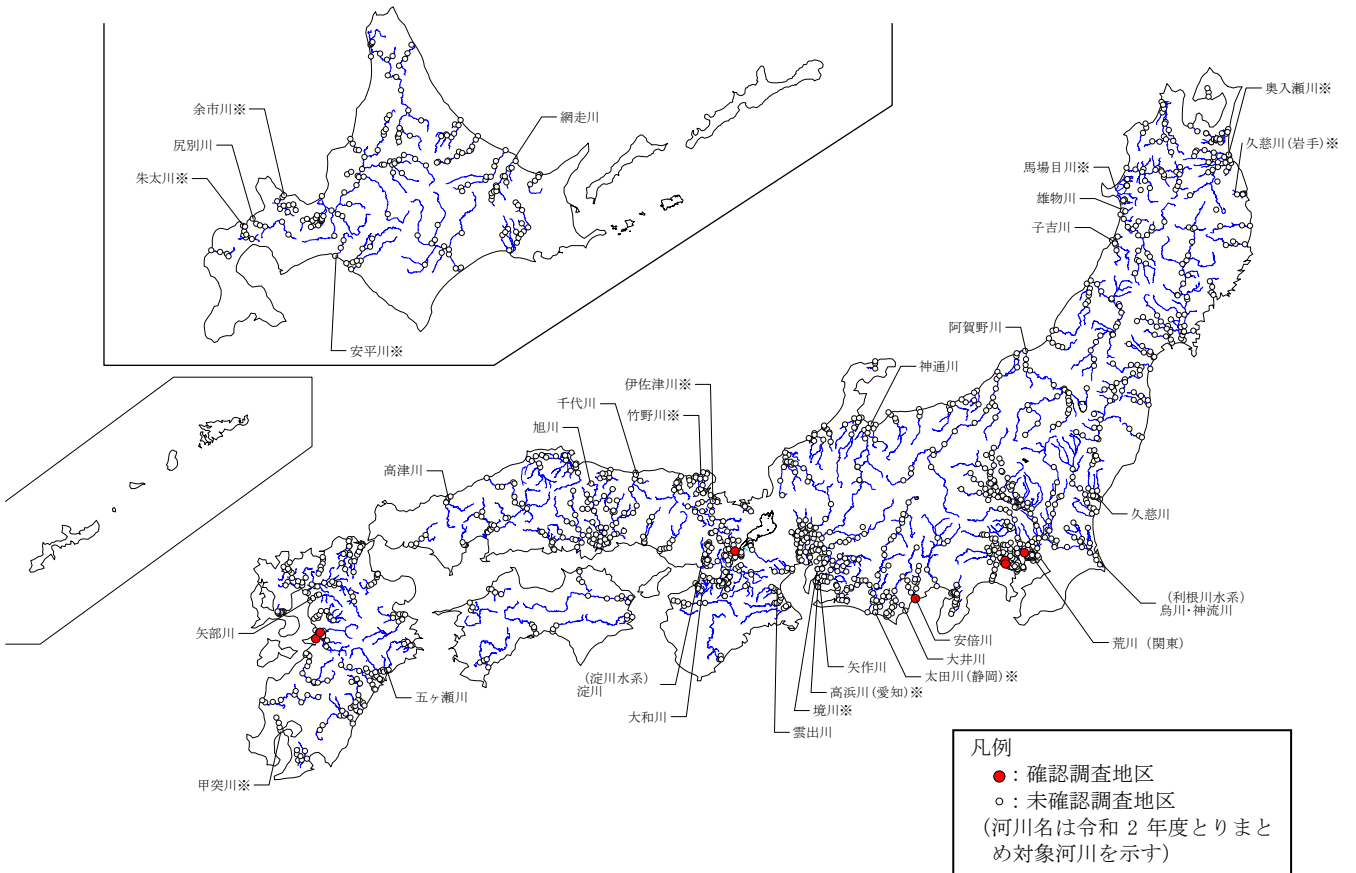 余市川※
尻別川
朱太川※
網走川
安平川※
奥入瀬川※
久慈川(岩手)※
馬場目川※
雄物川
子吉川
阿賀野川
神通川
伊佐津川※
千代川
竹野川※
旭川
高津川
久慈川
(利根川水系)
烏川・神流川
荒川 (関東)
安倍川
大井川
太田川(静岡)※
矢作川
高浜川(愛知)※
境川※
雲出川
(淀川水系)
淀川
大和川
矢部川
五ヶ瀬川
甲突川※
凡例
●：確認調査地区
○：未確認調査地区
(河川名は令和 2 年度とりまと
め対象河川を示す)